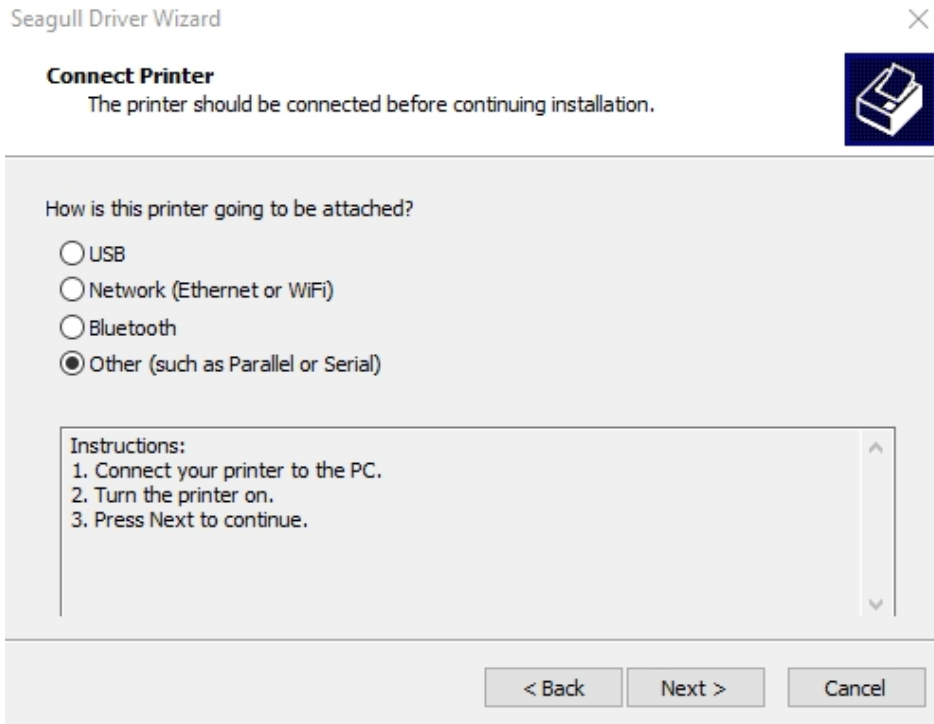 Seagull Driver Wizard
Connect Printer
The printer should be connected before continuing installation.
How is this printer going to be attached?
USB
Network (Ethernet or WiFi)
Bluetooth
Other (such as Parallel or Serial)
Instructions:
1. Connect your printer to the PC.
2. Turn the printer on.
3. Press Next to continue.
< Back Next > Cancel